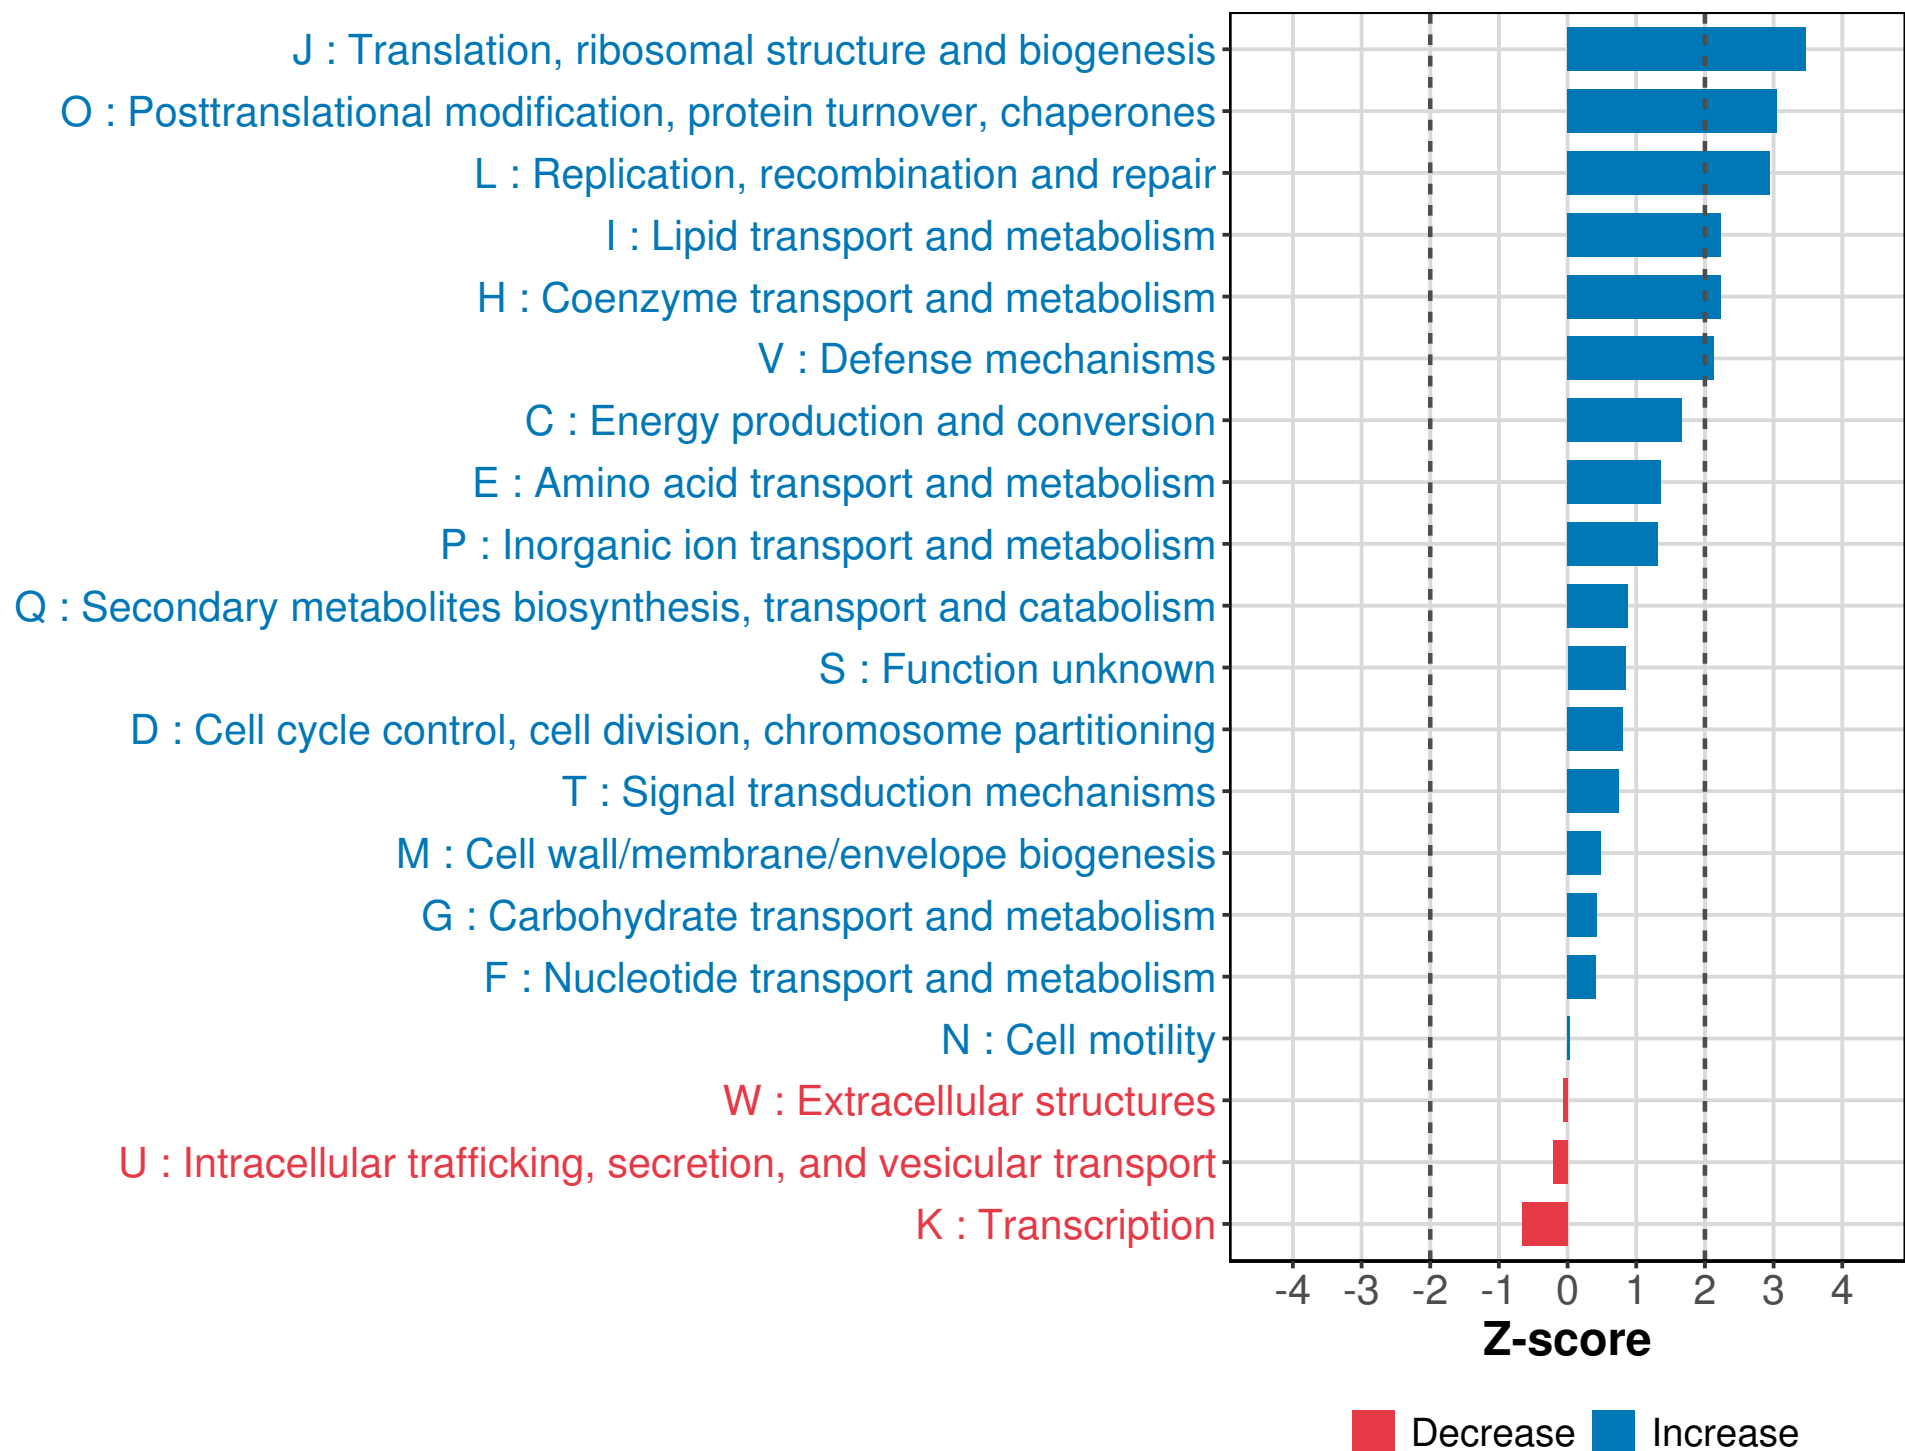 J : Translation, ribosomal structure and biogenesis
O : Posttranslational modification, protein turnover, chaperones
L : Replication, recombination and repair
I : Lipid transport and metabolism
H : Coenzyme transport and metabolism
V : Defense mechanisms
C : Energy production and conversion
E : Amino acid transport and metabolism
P : Inorganic ion transport and metabolism
Q : Secondary metabolites biosynthesis, transport and catabolism
S : Function unknown
D : Cell cycle control, cell division, chromosome partitioning
T : Signal transduction mechanisms
M : Cell wall/membrane/envelope biogenesis
G : Carbohydrate transport and metabolism
F : Nucleotide transport and metabolism
N : Cell motility
W : Extracellular structures
U : Intracellular trafficking, secretion, and vesicular transport
K : Transcription
-4 -3 -2 -1 0 1 2 3 4
Z-score
Decrease Increase